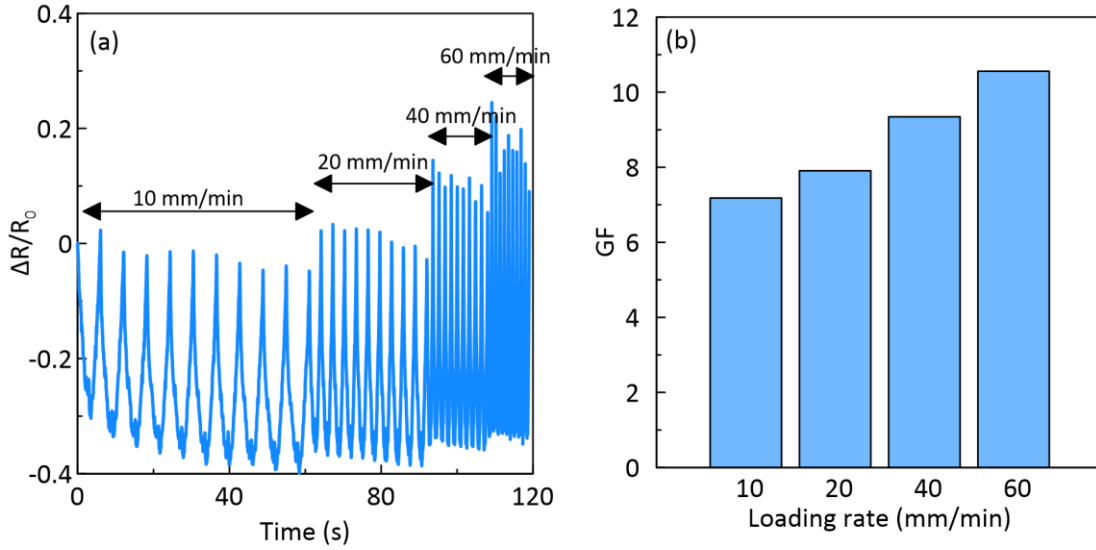 (a)
0.4
0.2
0
-0.2
-0.4
ΔR/R₀
10 mm/min
20 mm/min
40 mm/min
60 mm/min
0
40
80
120
Time (s)
(b)
12
10
8
6
4
2
0
GF
10
20
40
60
Loading rate (mm/min)